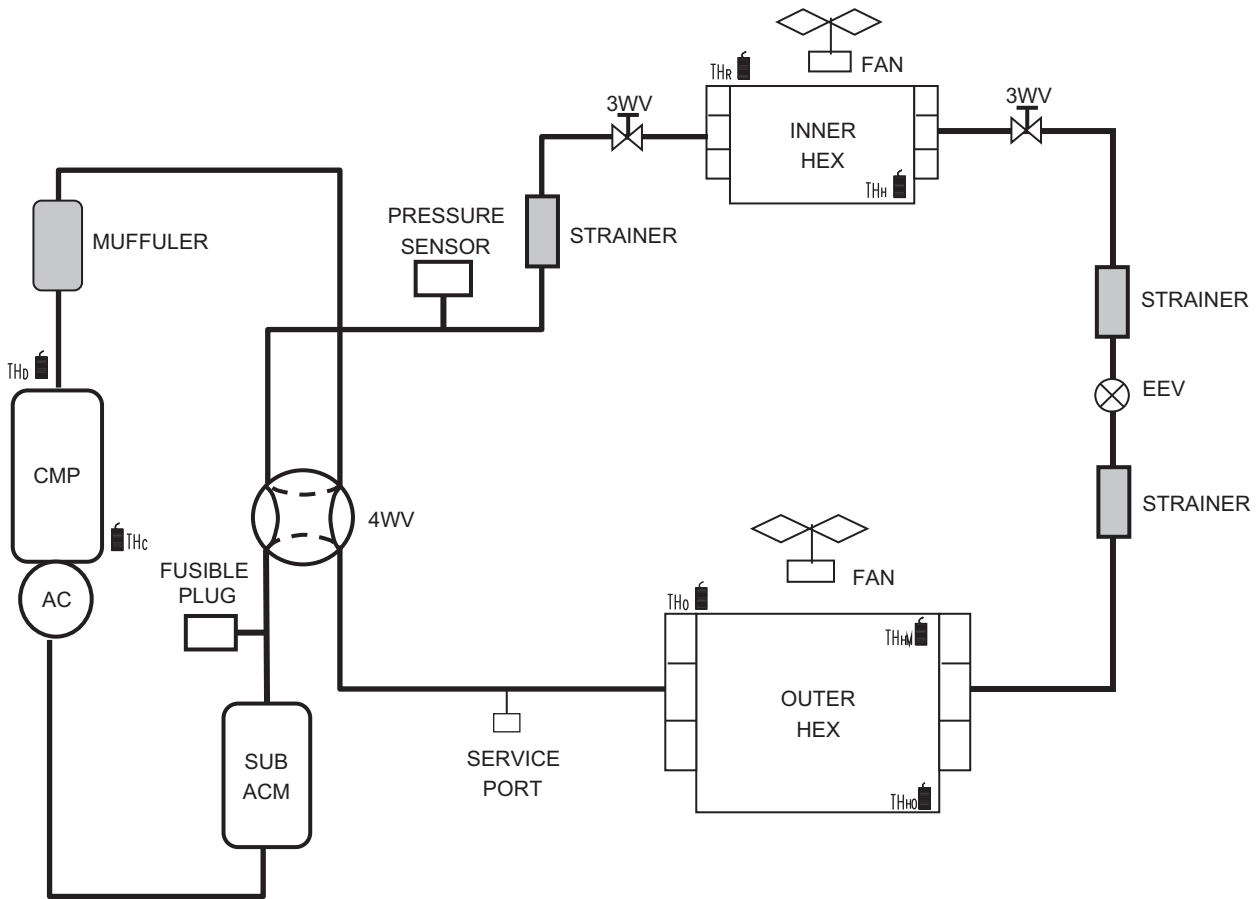 THR
FAN
3WV
3WV
INNER
HEX
THH
MUFFULER
PRESSURE
SENSOR
STRAINER
STRAINER
THD
EEV
CMP
STRAINER
4WV
THC
FUSIBLE
PLUG
FAN
AC
THO
THHM
OUTER
HEX
SERVICE
PORT
SUB
ACM
THHO